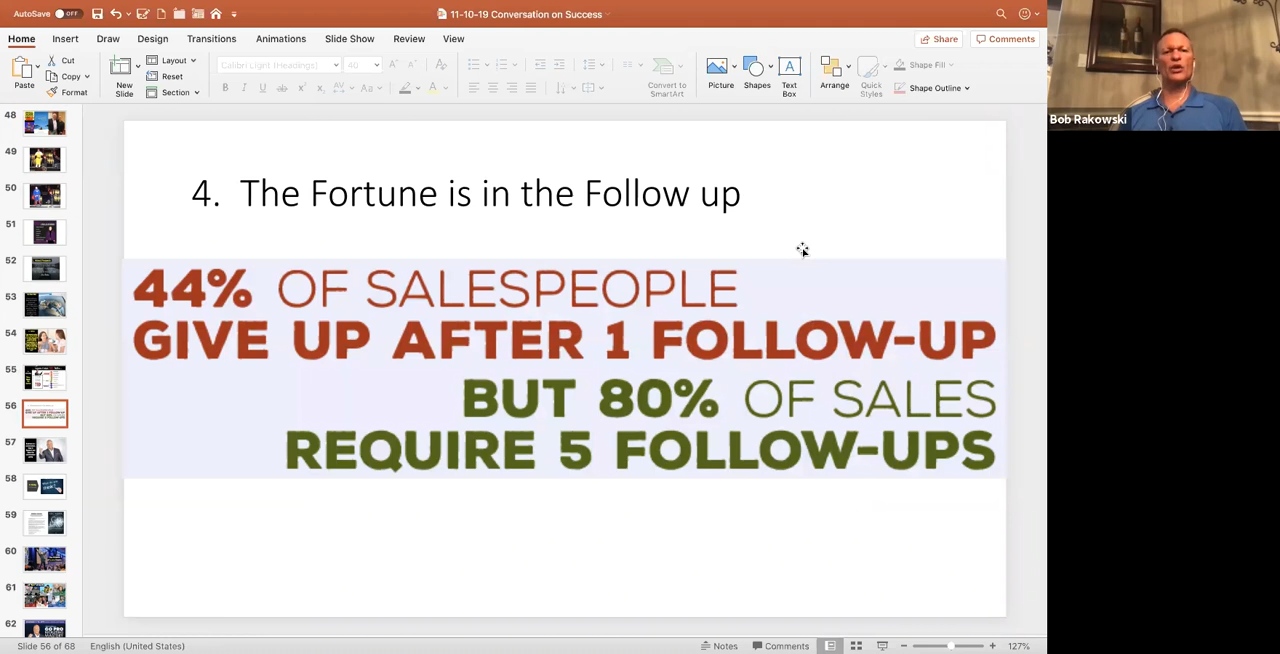 AutoSave OFF
11-10-19 Conversation on Success
Home Insert Draw Design Transitions Animations Slide Show Review View
Share Comments
Paste
Cut
Copy
Format
New Slide
Layout
Reset
Section
Calibri Light (Headings) 40
Convert to SmartArt
Picture
Shapes
Text Box
Arrange
Quick Styles
Shape Fill
Shape Outline
Bob Rakowski
48
49
50
51
52
53
54
55
56
57
58
59
60
61
62
4. The Fortune is in the Follow up
44% OF SALESPEOPLE
GIVE UP AFTER 1 FOLLOW-UP
BUT 80% OF SALES
REQUIRE 5 FOLLOW-UPS
Slide 56 of 68 English (United States) Notes Comments 127%